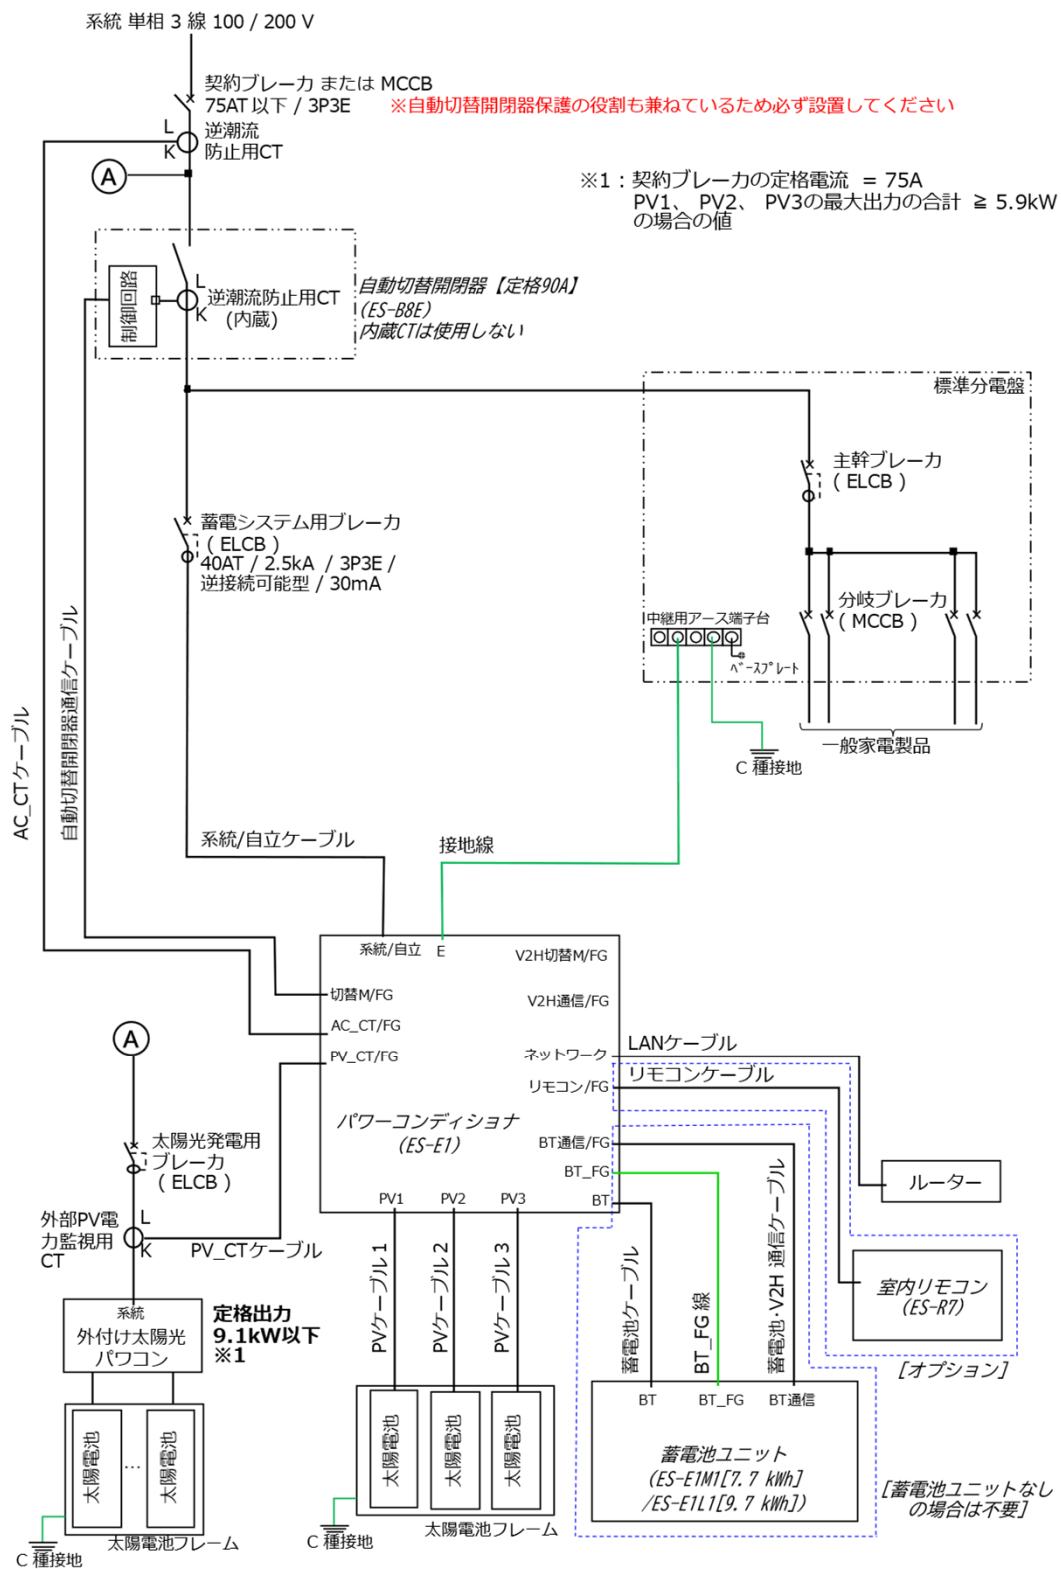 系統 単相 3 線 100 / 200 V
契約ブレーカ または MCCB
75AT 以下 / 3P3E
※自動切替開閉器保護の役割も兼ねているため必ず設置してください
L
K
逆潮流
防止用CT
A
※1：契約ブレーカの定格電流 = 75A
PV1、 PV2、 PV3の最大出力の合計 ≧ 5.9kW
の場合の値
制御回路
L
K
逆潮流防止用CT
(内蔵)
自動切替開閉器【定格90A】
(ES-B8E)
内蔵CTは使用しない
標準分電盤
主幹ブレーカ
( ELCB )
蓄電システム用ブレーカ
( ELCB )
40AT / 2.5kA / 3P3E /
逆接続可能型 / 30mA
分岐ブレーカ
( MCCB )
中継用アース端子台
ベースプレート
一般家電製品
C 種接地
AC_CTケーブル
自動切替開閉器通信ケーブル
系統/自立ケーブル
接地線
系統/自立
E
V2H切替M/FG
切替M/FG
V2H通信/FG
AC_CT/FG
PV_CT/FG
ネットワーク
LANケーブル
リモコン/FG
リモコンケーブル
パワーコンディショナ
(ES-E1)
BT通信/FG
BT_FG
BT
PV1
PV2
PV3
A
太陽光発電用
ブレーカ
( ELCB )
外部PV電
力監視用
CT
L
K
PV_CTケーブル
ルーター
PVケーブル 1
PVケーブル 2
PVケーブル 3
蓄電池ケーブル
BT_FG 線
蓄電池・V2H 通信ケーブル
室内リモコン
(ES-R7)
[オプション]
系統
外付け太陽光
パワコン
定格出力
9.1kW以下
※1
太陽電池
…
太陽電池
太陽電池フレーム
C 種接地
太陽電池
太陽電池
太陽電池
太陽電池フレーム
C 種接地
BT
BT_FG
BT通信
蓄電池ユニット
(ES-E1M1[7.7 kWh]
/ES-E1L1[9.7 kWh])
[蓄電池ユニットなし
の場合は不要]